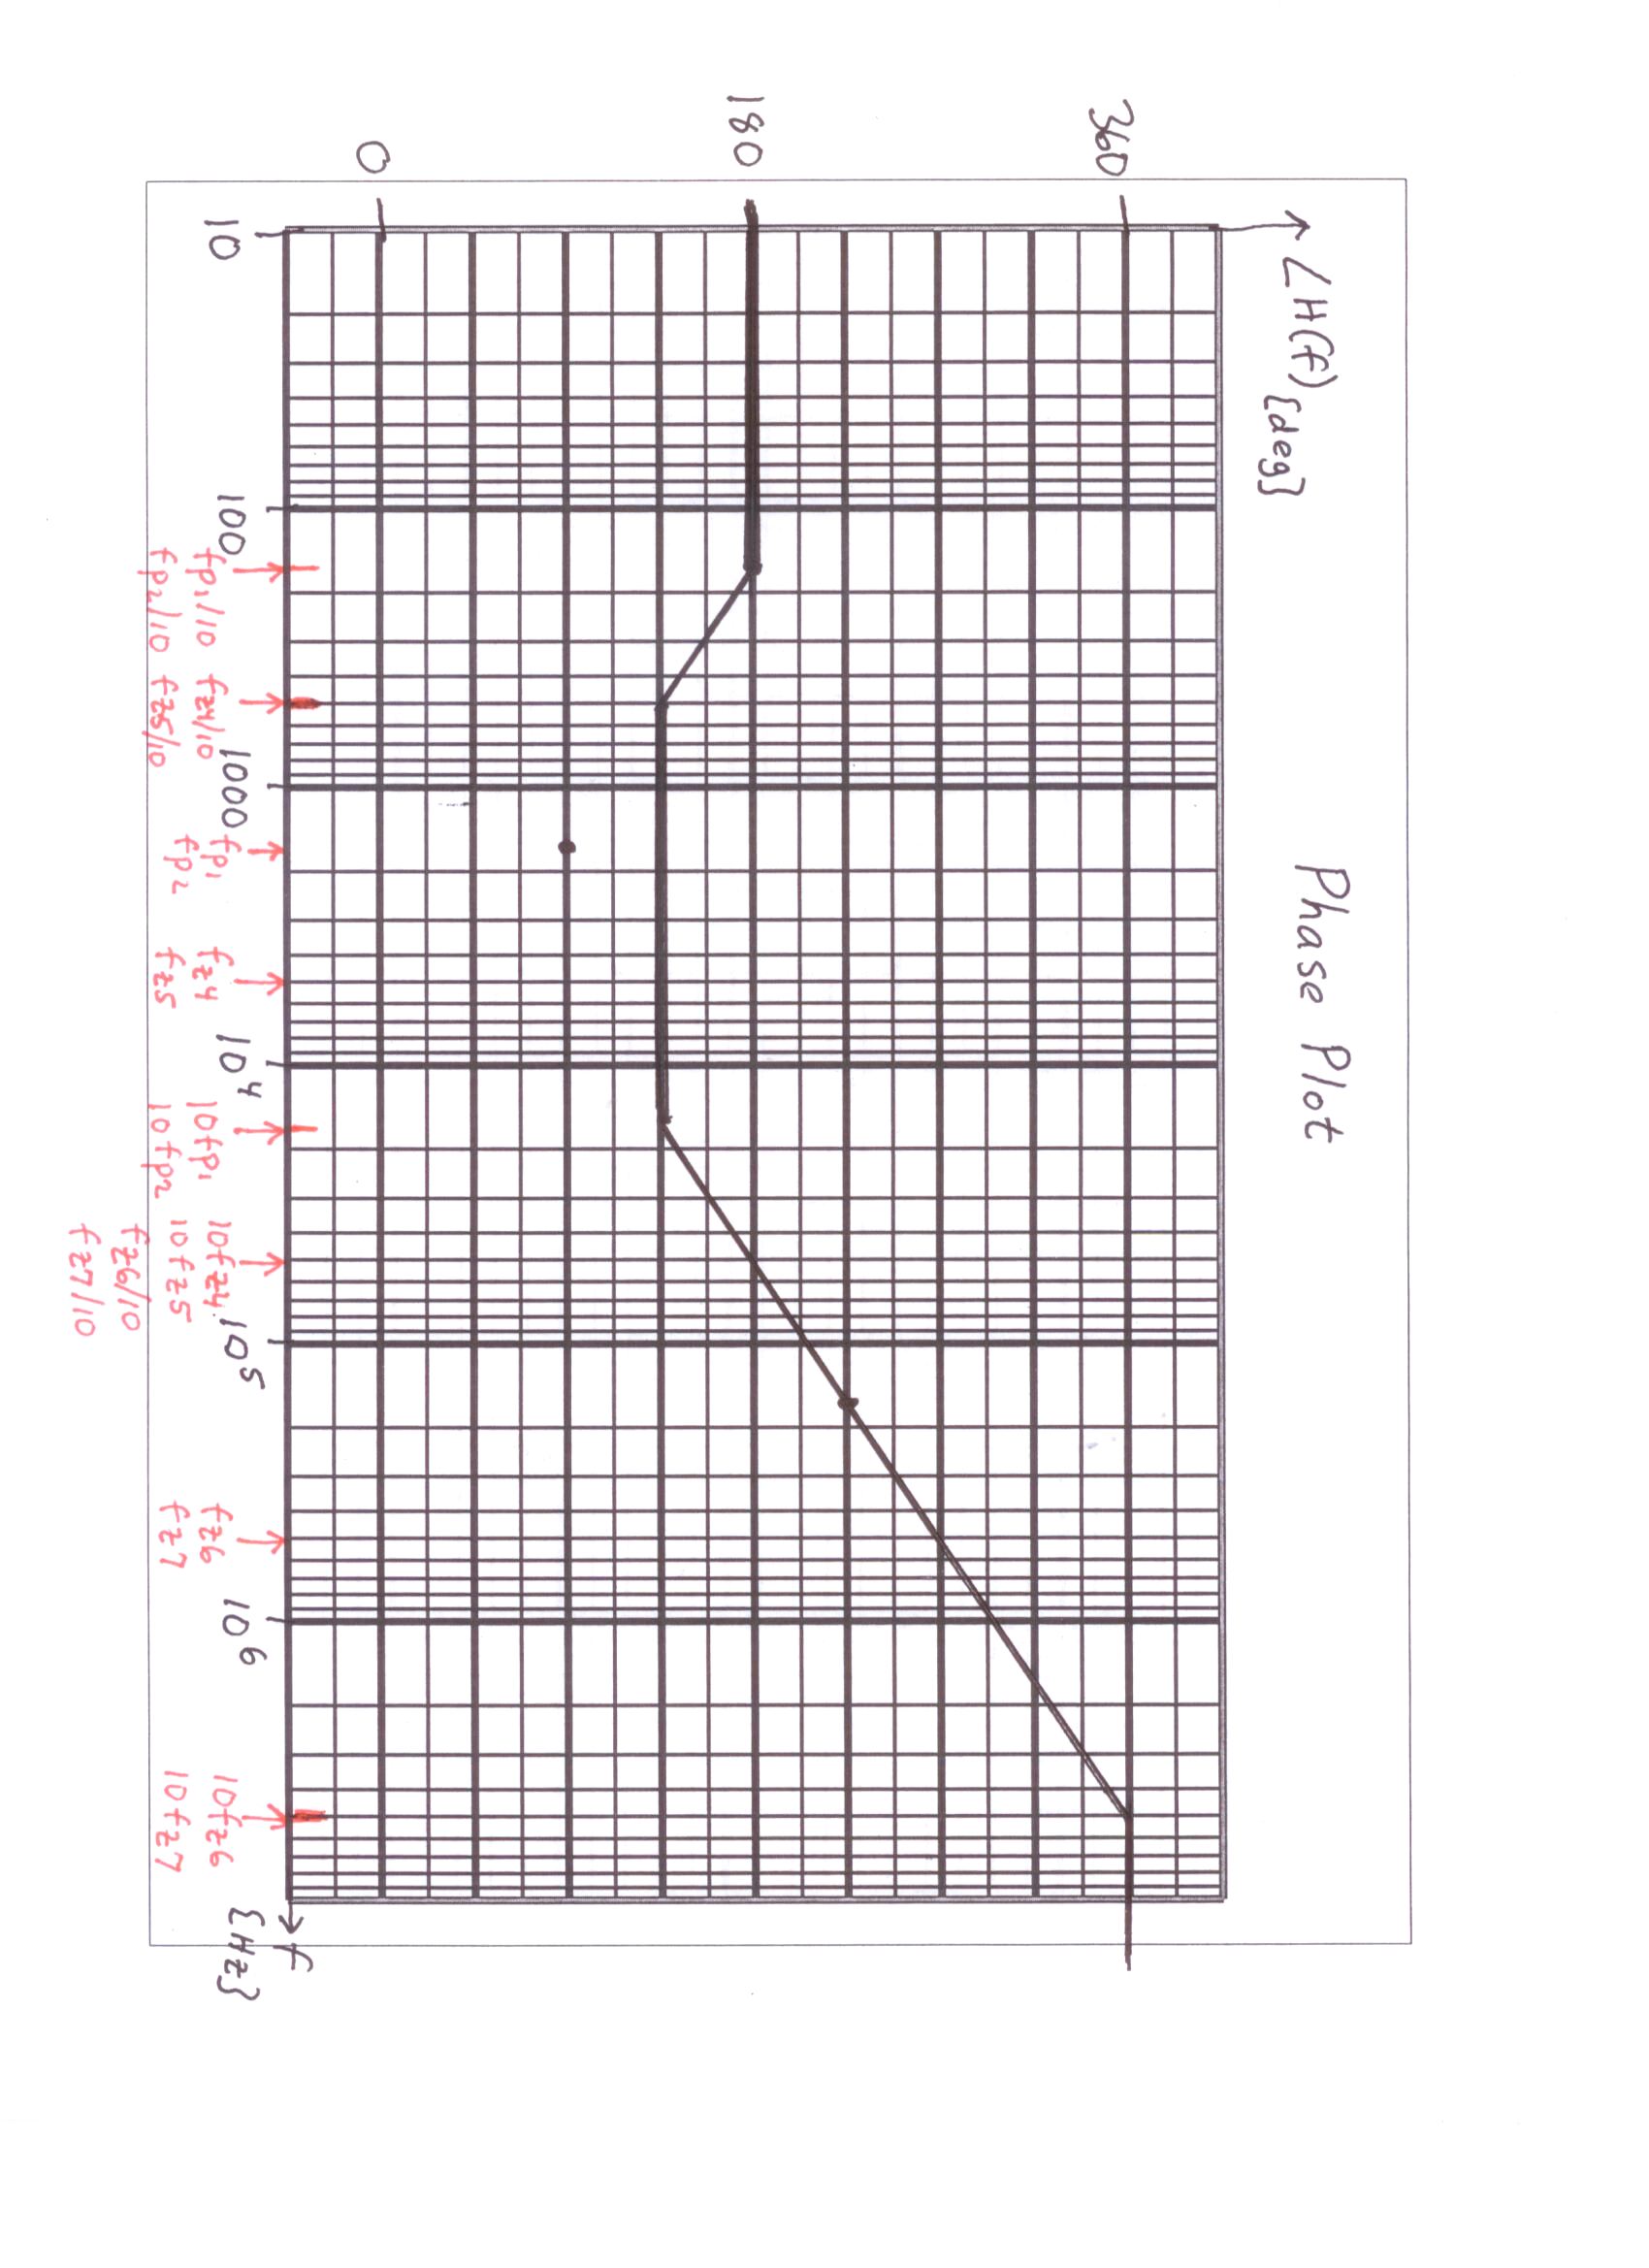 Phase Plot
∠H(f) [deg]
360
180
0
10
100
1000
10^4
10^5
10^6
f
{Hz}
fp1/10
fp2/10
fz4/10
fz5/10
fp1
fp2
fz4
fz5
10fp1
10fp2
10fz4
10fz5
fz6/10
fz7/10
fz6
fz7
10fz6
10fz7